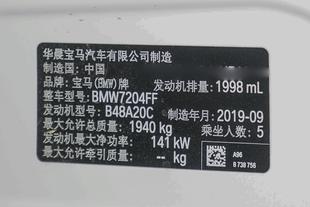 华晨宝马汽车有限公司制造
制造国：中国
品牌：宝马(BMW)牌 发动机排量：1998 mL
整车型号：BMW7204FF
发动机型号：B48A20C 制造年月：2019-09
最大允许总质量：1940 kg 乘坐人数：5
发动机最大净功率：141 kW
最大允许牵引质量：-- kg
A96
8 738 756